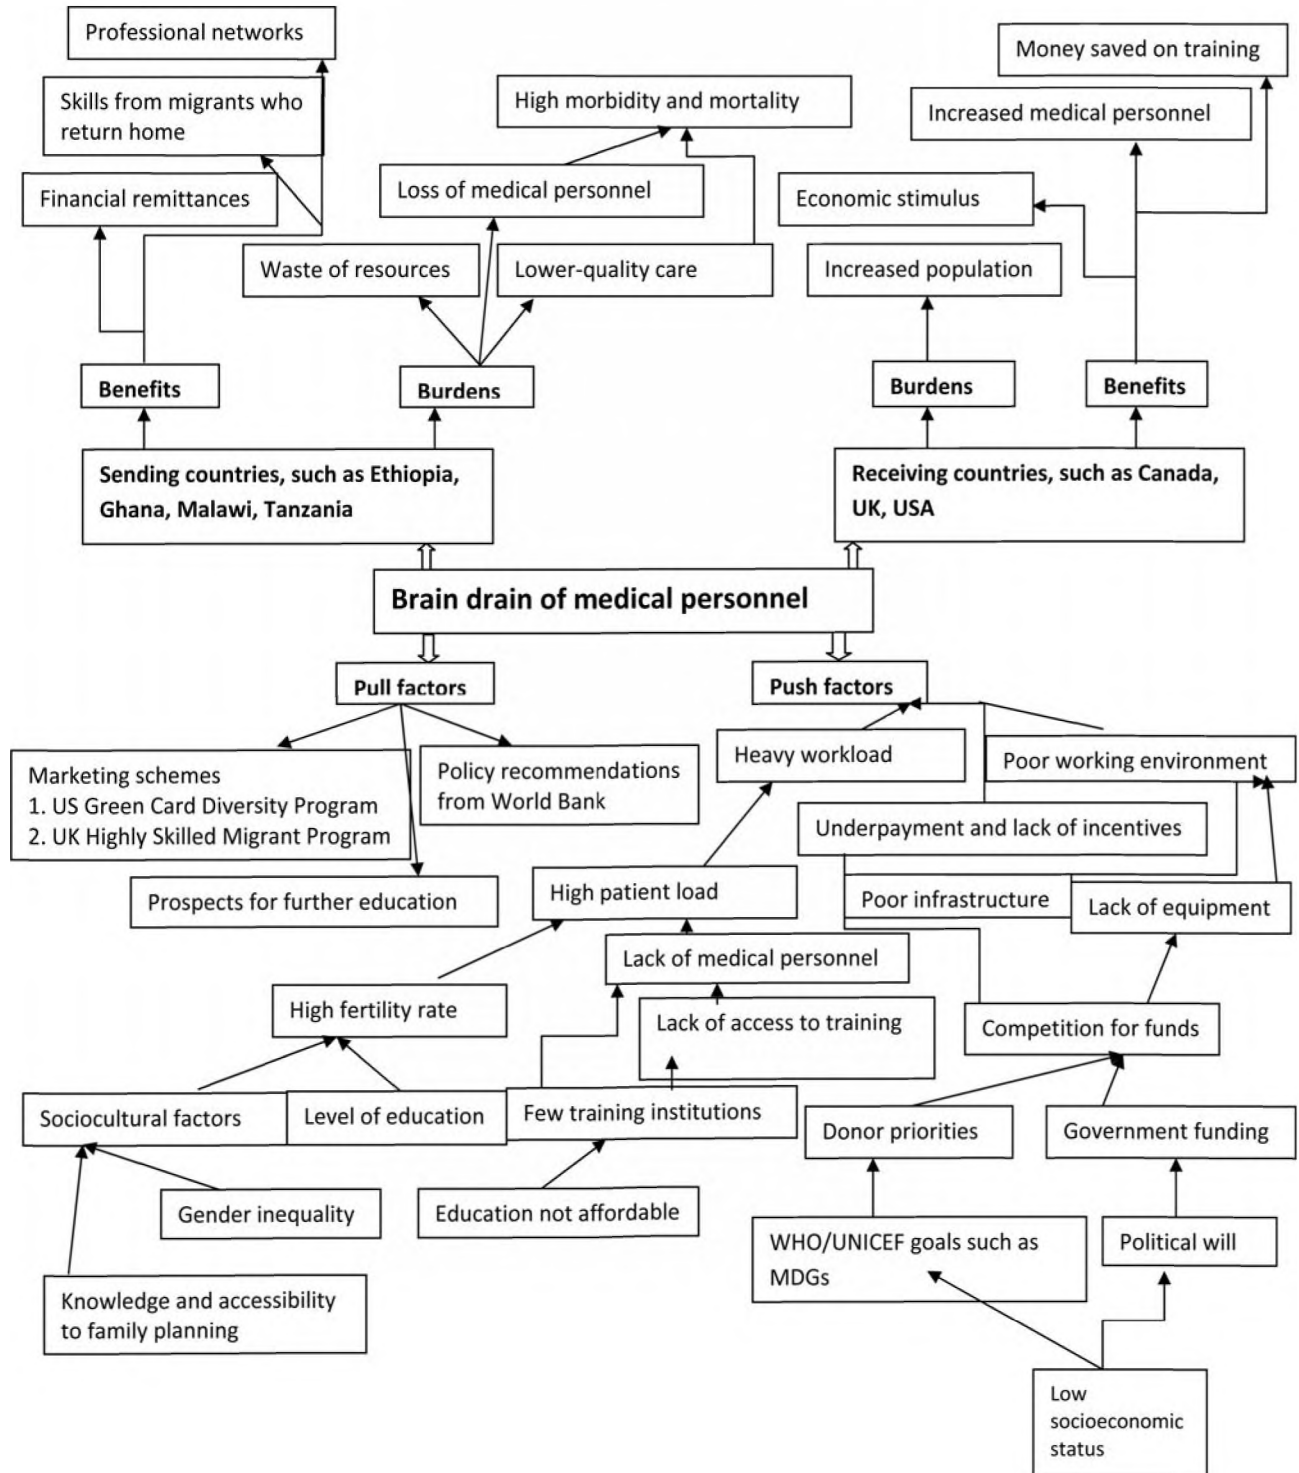 Professional networks
Money saved on training
Skills from migrants who
return home
High morbidity and mortality
Increased medical personnel
Financial remittances
Loss of medical personnel
Economic stimulus
Waste of resources
Lower-quality care
Increased population
Benefits
Burdens
Burdens
Benefits
Sending countries, such as Ethiopia,
Ghana, Malawi, Tanzania
Receiving countries, such as Canada,
UK, USA
Brain drain of medical personnel
Pull factors
Push factors
Marketing schemes
1. US Green Card Diversity Program
2. UK Highly Skilled Migrant Program
Policy recommendations
from World Bank
Heavy workload
Poor working environment
Underpayment and lack of incentives
Prospects for further education
High patient load
Poor infrastructure
Lack of equipment
Lack of medical personnel
High fertility rate
Lack of access to training
Competition for funds
Sociocultural factors
Level of education
Few training institutions
Donor priorities
Government funding
Gender inequality
Education not affordable
WHO/UNICEF goals such as
MDGs
Political will
Knowledge and accessibility
to family planning
Low
socioeconomic
status